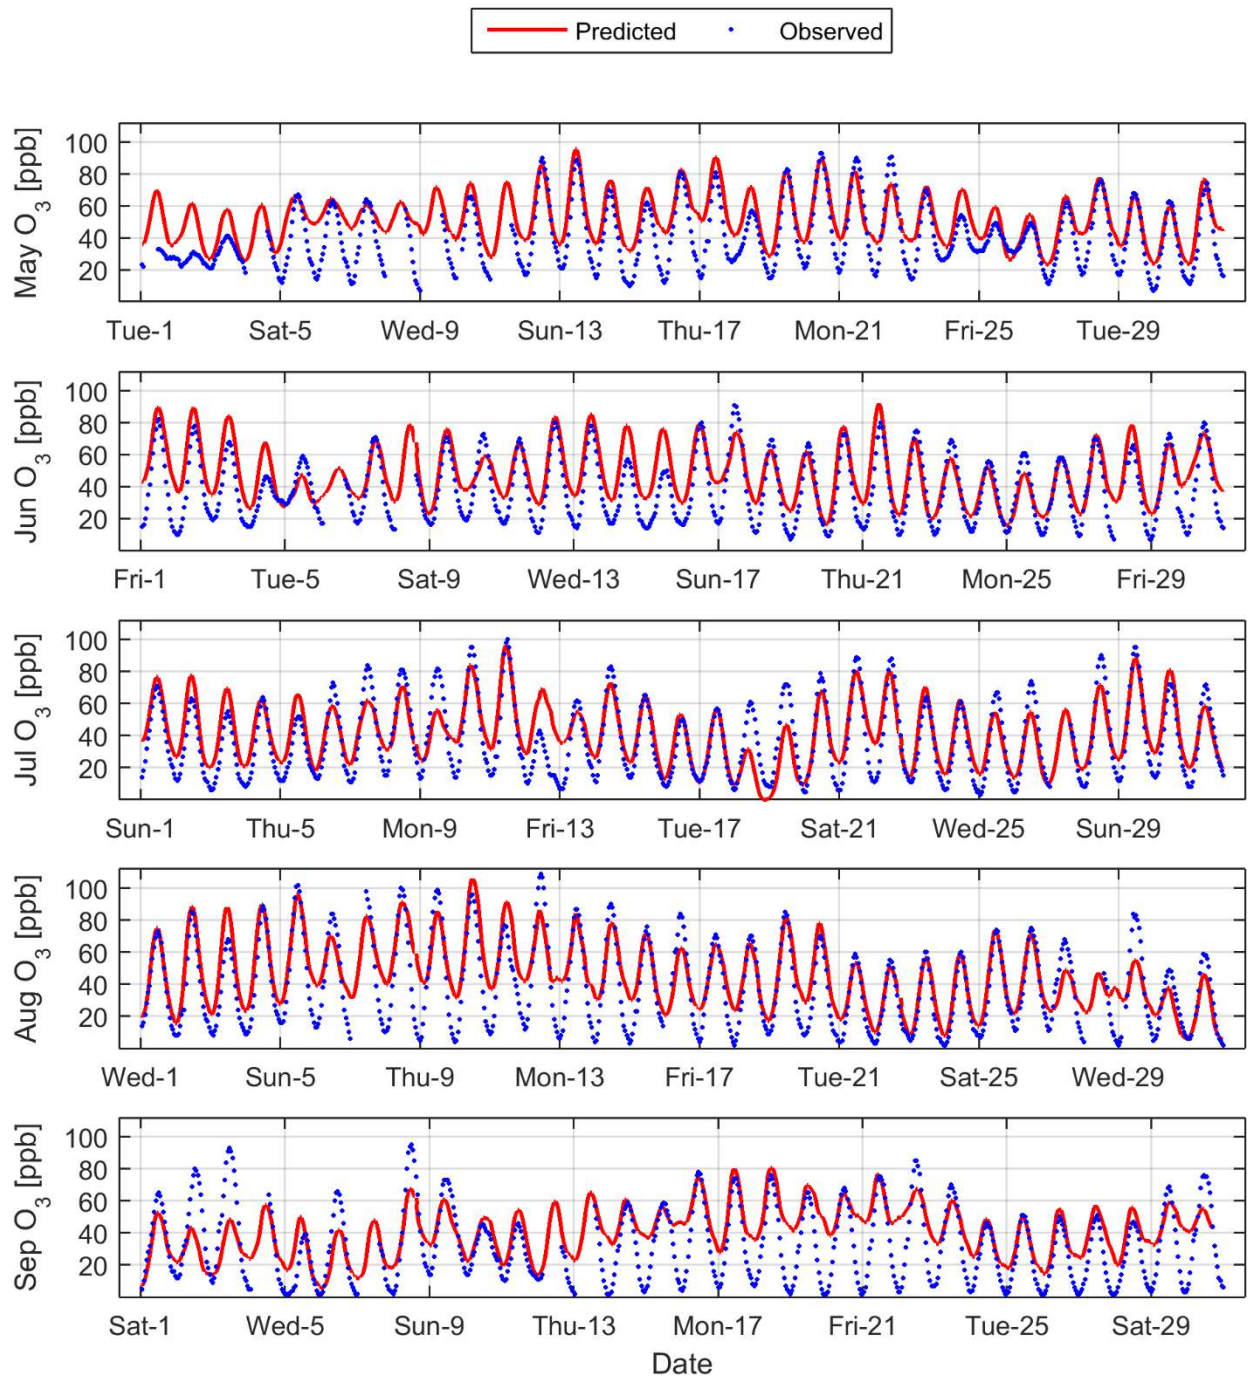 Predicted Observed
May O3 [ppb]
100
80
60
40
20
Tue-1 Sat-5 Wed-9 Sun-13 Thu-17 Mon-21 Fri-25 Tue-29
Jun O3 [ppb]
100
80
60
40
20
Fri-1 Tue-5 Sat-9 Wed-13 Sun-17 Thu-21 Mon-25 Fri-29
Jul O3 [ppb]
100
80
60
40
20
Sun-1 Thu-5 Mon-9 Fri-13 Tue-17 Sat-21 Wed-25 Sun-29
Aug O3 [ppb]
100
80
60
40
20
Wed-1 Sun-5 Thu-9 Mon-13 Fri-17 Tue-21 Sat-25 Wed-29
Sep O3 [ppb]
100
80
60
40
20
Sat-1 Wed-5 Sun-9 Thu-13 Mon-17 Fri-21 Tue-25 Sat-29
Date